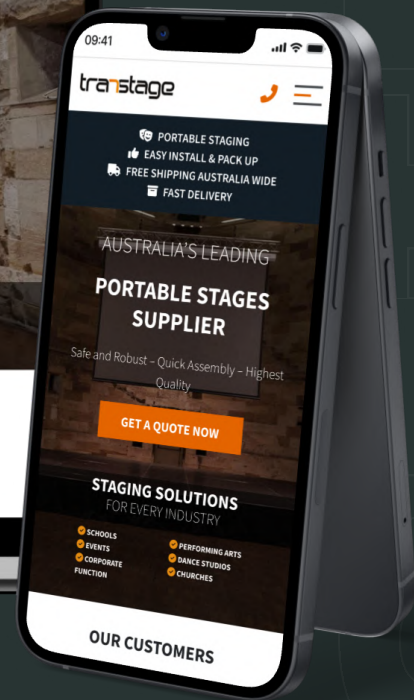 09:41
transtage
PORTABLE STAGING
EASY INSTALL & PACK UP
FREE SHIPPING AUSTRALIA WIDE
FAST DELIVERY
AUSTRALIA'S LEADING
PORTABLE STAGES
SUPPLIER
Safe and Robust – Quick Assembly – Highest
Quality
GET A QUOTE NOW
STAGING SOLUTIONS
FOR EVERY INDUSTRY
SCHOOLS
EVENTS
CORPORATE
FUNCTION
PERFORMING ARTS
DANCE STUDIOS
CHURCHES
OUR CUSTOMERS